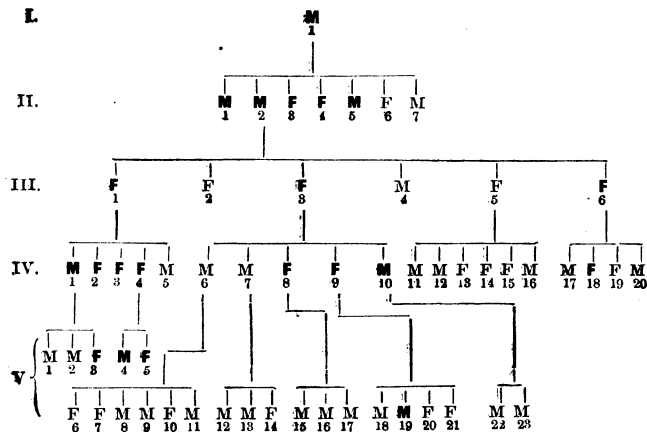 I.
M
1
II.
M M F F M F M
1 2 3 4 5 6 7
III.
F F F M F F
1 2 3 4 5 6
IV.
M F F F M M M F F M M M F F F M M F F M
1 2 3 4 5 6 7 8 9 10 11 12 13 14 15 16 17 18 19 20
V
M M F M F
1 2 3 4 5
F F M M F M M M F M M M M M F F M M
6 7 8 9 10 11 12 13 14 15 16 17 18 19 20 21 22 23